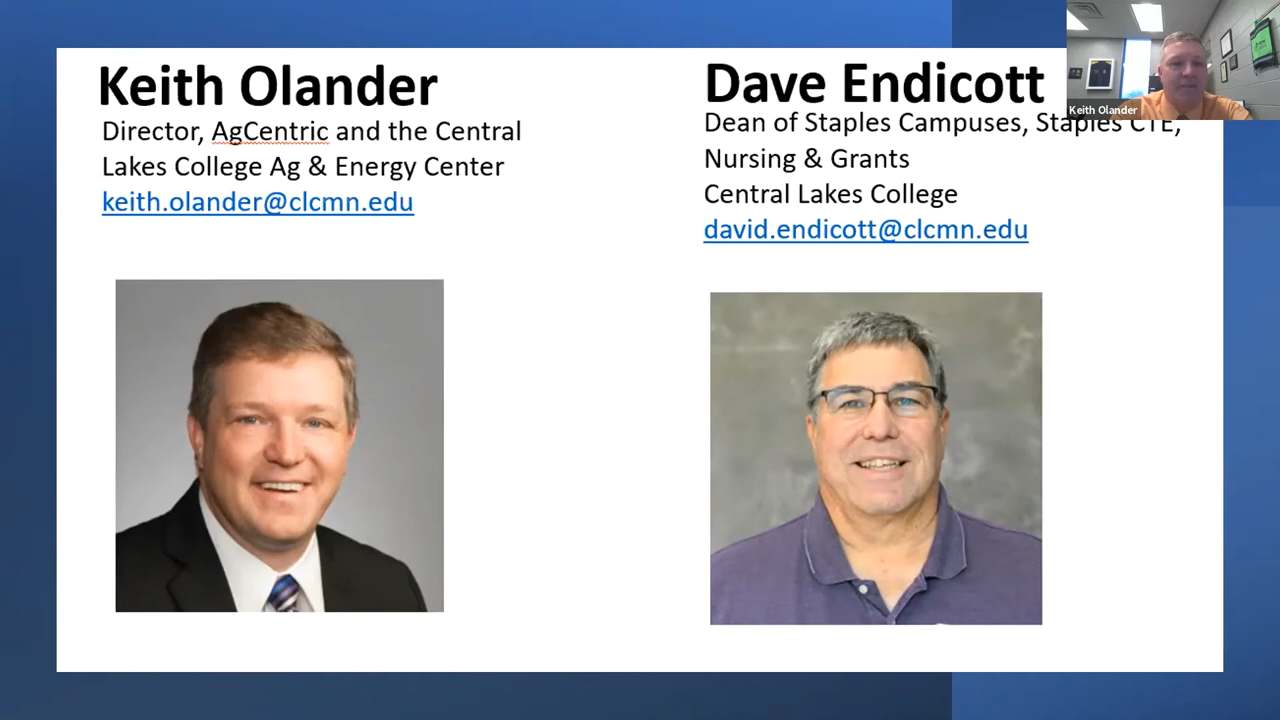 Keith Olander
Director, AgCentric and the Central
Lakes College Ag & Energy Center
keith.olander@clcmn.edu
Dave Endicott
Dean of Staples Campuses, Staples CTE,
Nursing & Grants
Central Lakes College
david.endicott@clcmn.edu
Keith Olander